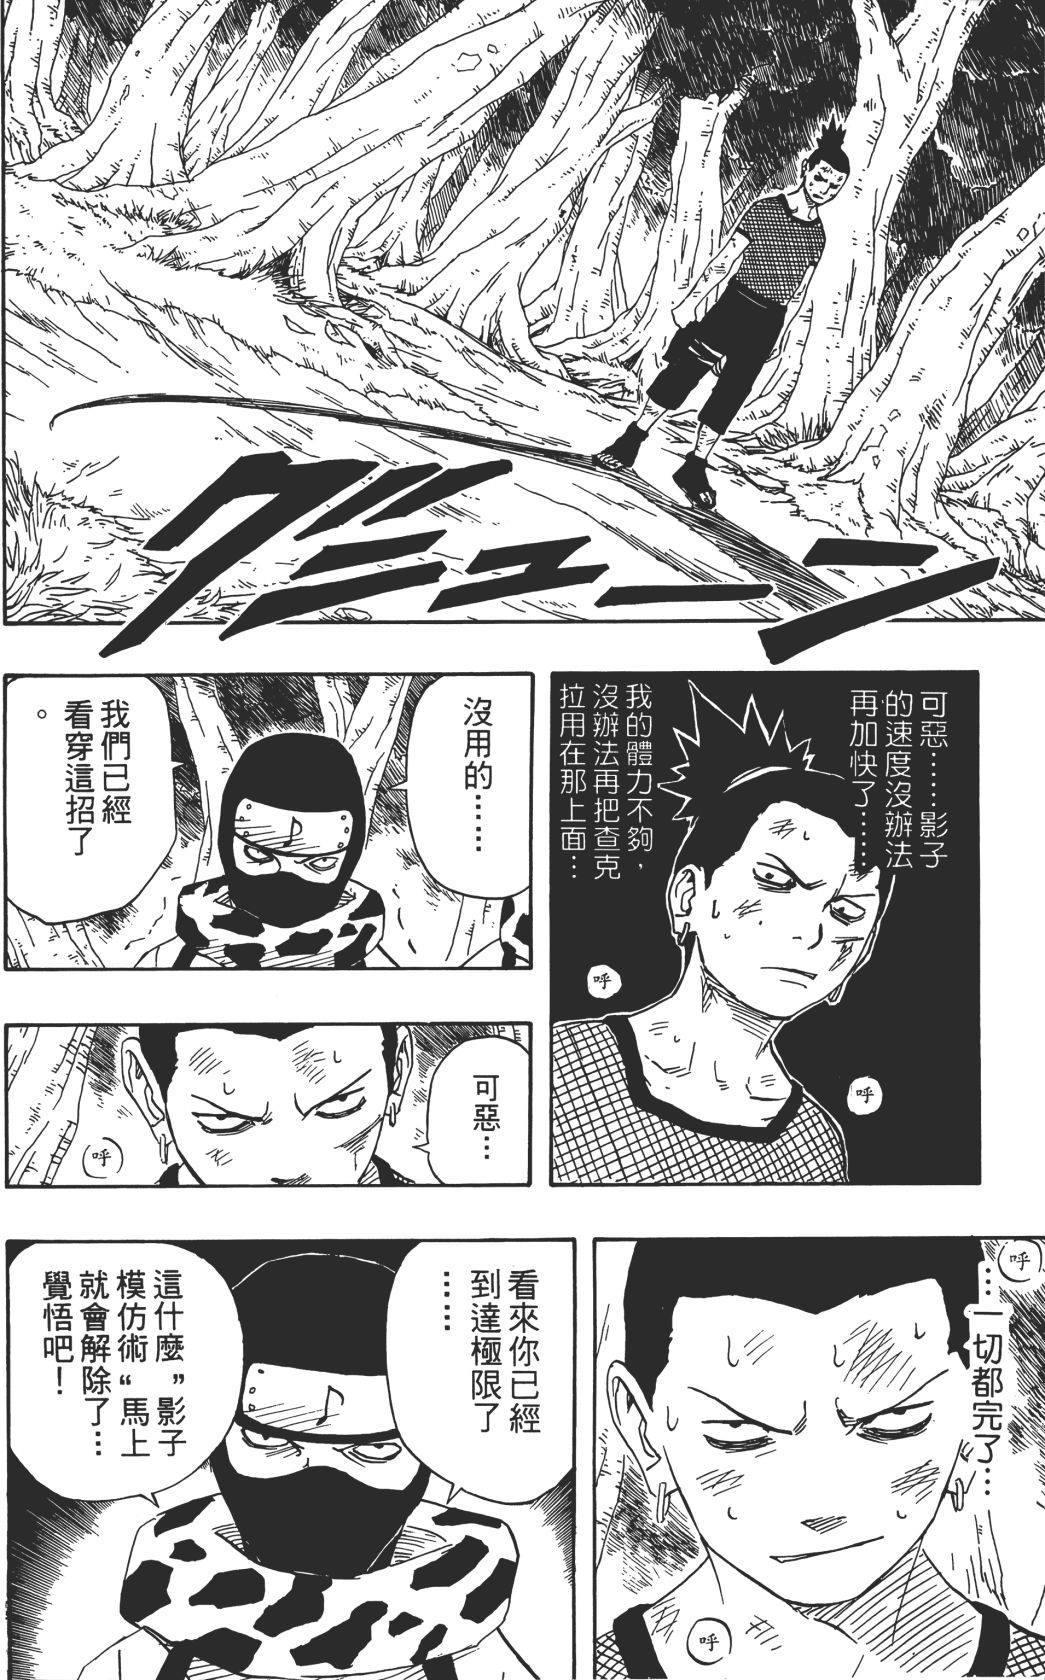 グミューン
可惡……影子
的速度沒辦法
再加快了……
我的體力不夠，
沒辦法再把查克
拉用在那上面…
呼
呼
沒用的……
我們已經
看穿這招了
。
可惡…
呼
呼
…一切都完了…
呼
看來你已經
到達極限了
……
這什麼”影子
模仿術“馬上
就會解除了…
覺悟吧！